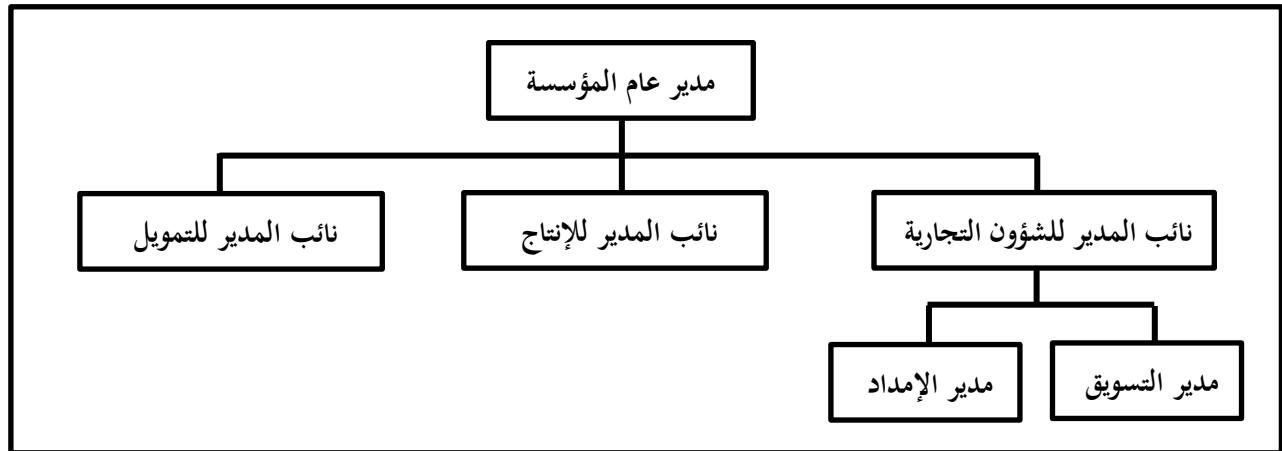 مدير عام المؤسسة
نائب المدير للشؤون التجارية
نائب المدير للإنتاج
نائب المدير للتمويل
مدير التسويق
مدير الإمداد